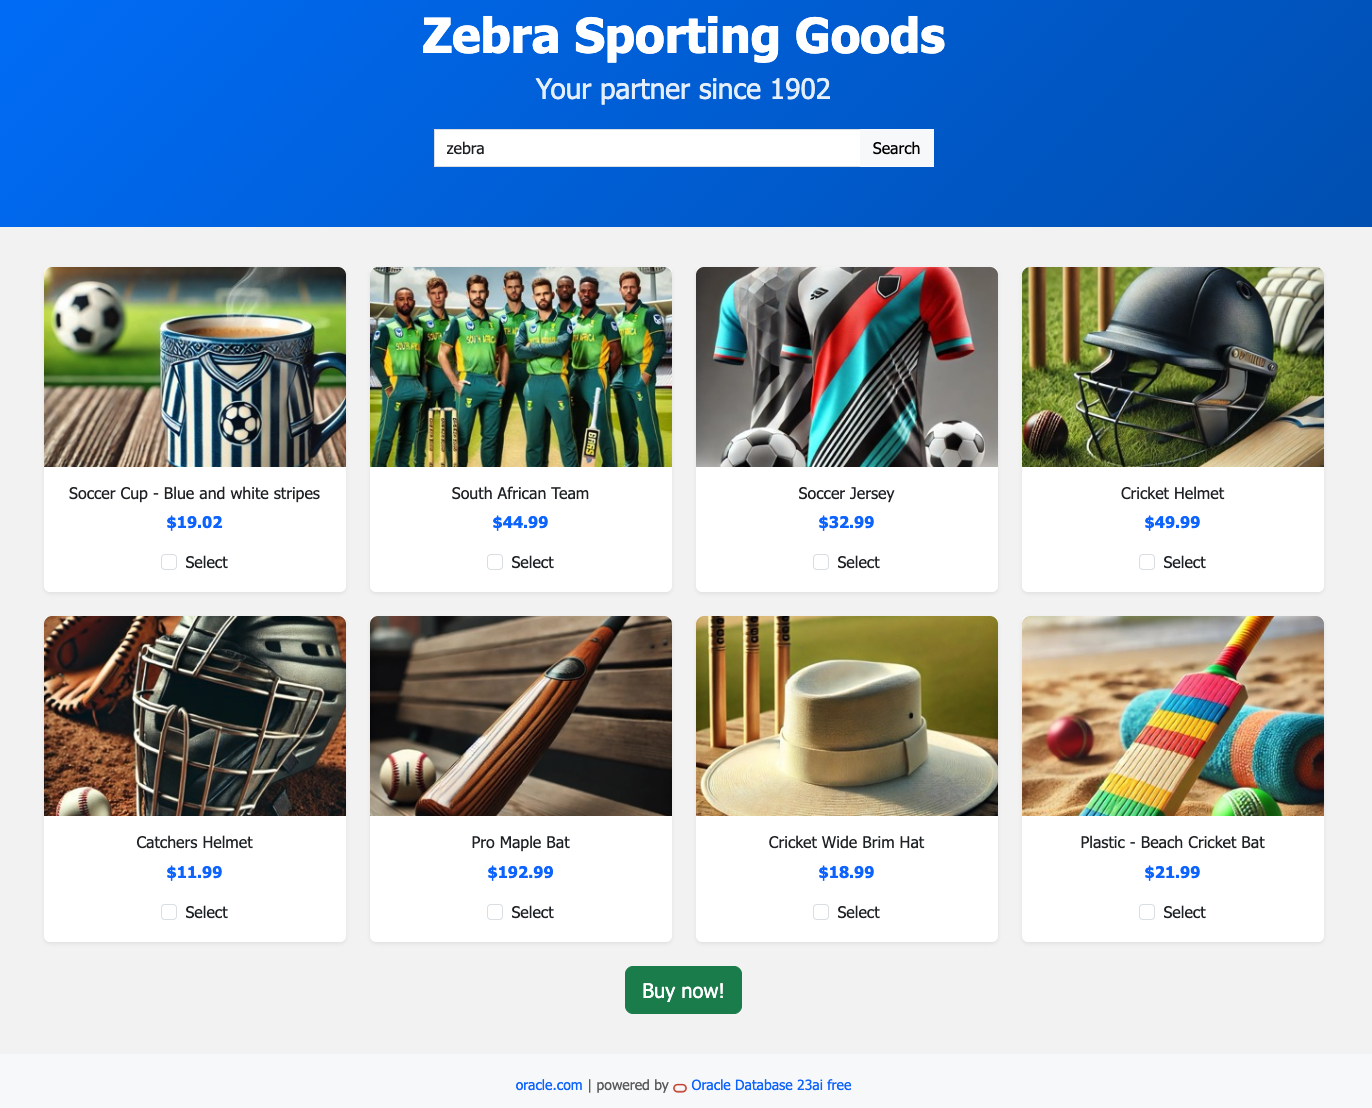 Zebra Sporting Goods
Your partner since 1902
zebra
Search
Soccer Cup - Blue and white stripes
$19.02
Select
SOUTH AFRICA
South African Team
$44.99
Select
Soccer Jersey
$32.99
Select
Cricket Helmet
$49.99
Select
Catchers Helmet
$11.99
Select
Pro Maple Bat
$192.99
Select
Cricket Wide Brim Hat
$18.99
Select
Plastic - Beach Cricket Bat
$21.99
Select
Buy now!
oracle.com | powered by Oracle Database 23ai free